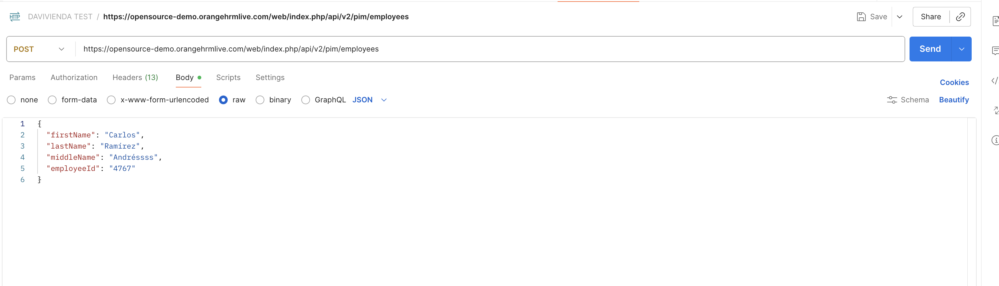 HTTP DAVIVIENDA TEST / https://opensource-demo.orangehrmlive.com/web/index.php/api/v2/pim/employees Save Share
POST https://opensource-demo.orangehrmlive.com/web/index.php/api/v2/pim/employees Send
Params Authorization Headers (13) Body Scripts Settings Cookies
none form-data x-www-form-urlencoded raw binary GraphQL JSON Schema Beautify
1 {
2 "firstName": "Carlos",
3 "lastName": "Ramírez",
4 "middleName": "Andréssss",
5 "employeeId": "4767"
6 }